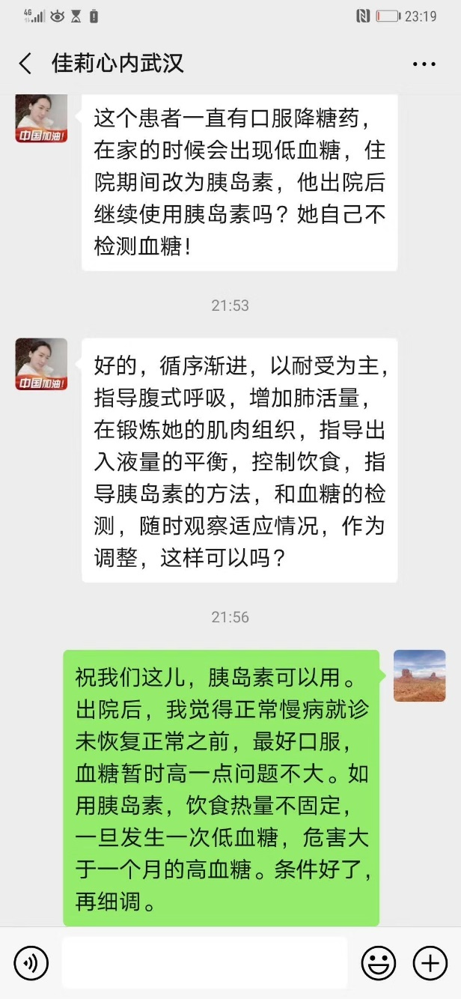 4G
23:19
佳莉心内武汉
中国加油!
这个患者一直有口服降糖药，
在家的时候会出现低血糖，住
院期间改为胰岛素，他出院后
继续使用胰岛素吗？她自己不
检测血糖！
21:53
中国加油!
好的，循序渐进，以耐受为主，
指导腹式呼吸，增加肺活量，
在锻炼她的肌肉组织，指导出
入液量的平衡，控制饮食，指
导胰岛素的方法，和血糖的检
测，随时观察适应情况，作为
调整，这样可以吗？
21:56
祝我们这儿，胰岛素可以用。
出院后，我觉得正常慢病就诊
未恢复正常之前，最好口服，
血糖暂时高一点问题不大。如
用胰岛素，饮食热量不固定，
一旦发生一次低血糖，危害大
于一个月的高血糖。条件好了，
再细调。